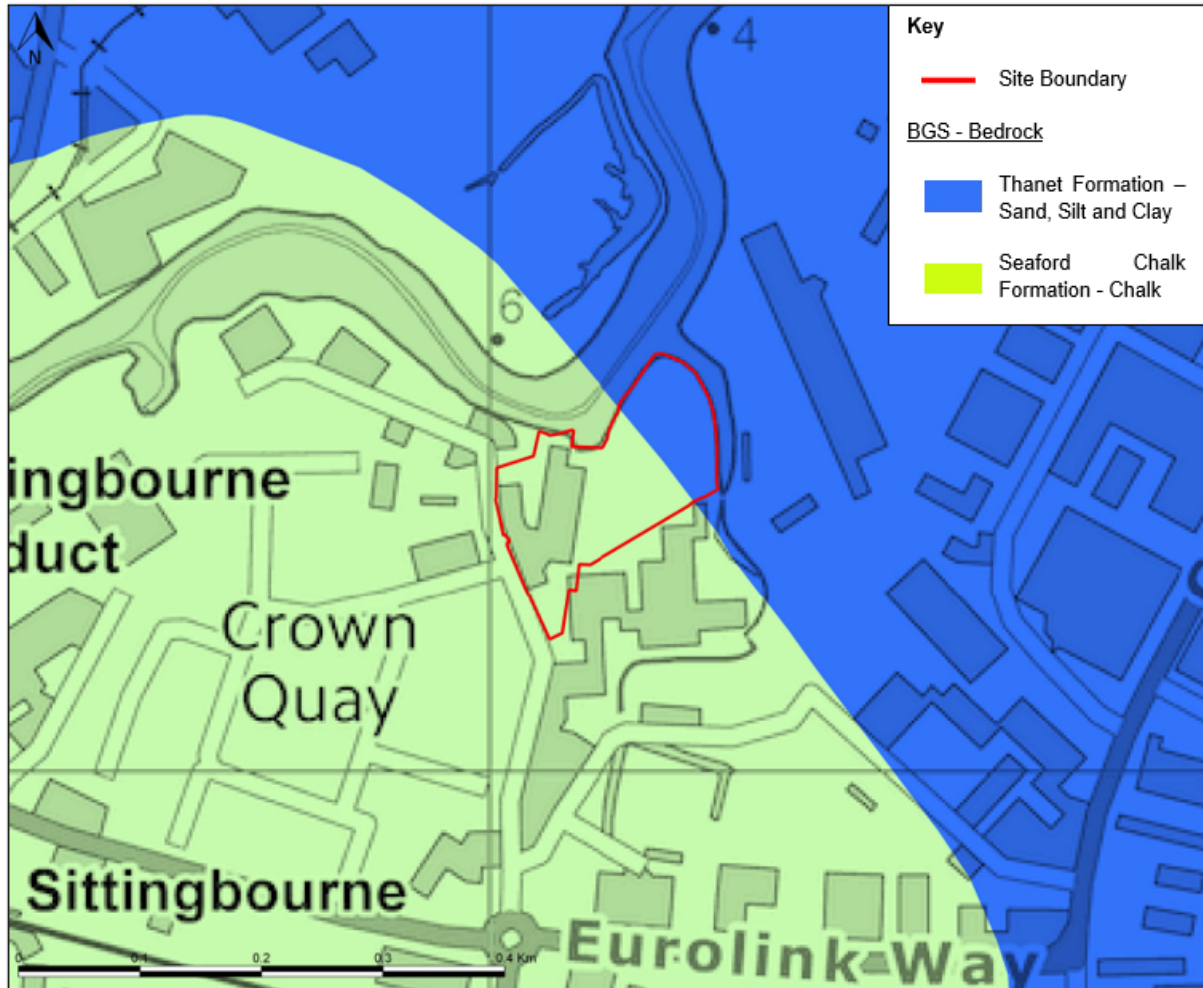 N
4
Key
Site Boundary
BGS - Bedrock
Thanet Formation –
Sand, Silt and Clay
Seaford Chalk
Formation - Chalk
6
ingbourne
duct
Crown
Quay
Sittingbourne
Eurolink Way
0 0.1 0.2 0.3 0.4 Km